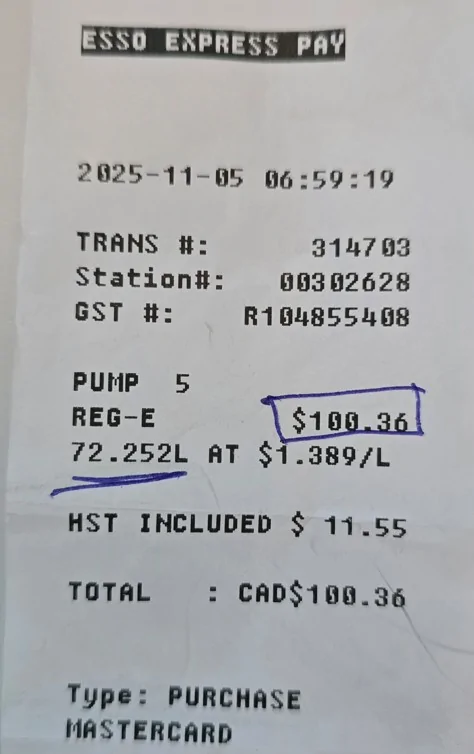 ESSO EXPRESS PAY
2025-11-05 06:59:19
TRANS #: 314703
Station#: 00302628
GST #: R104855408
PUMP 5
REG-E $100.36
72.252L AT $1.389/L
HST INCLUDED $ 11.55
TOTAL : CAD$100.36
Type: PURCHASE
MASTERCARD